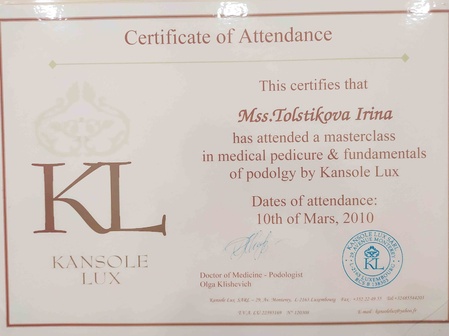 Certificate of Attendance
This certifies that
Mss.Tolstikova Irina
has attended a masterclass
in medical pedicure & fundamentals
of podolgy by Kansole Lux
Dates of attendance:
10th of Mars, 2010
KL
KANSOLE
LUX
Doctor of Medicine - Podologist
Olga Klishevich
KANSOLE LUX SARL
KL